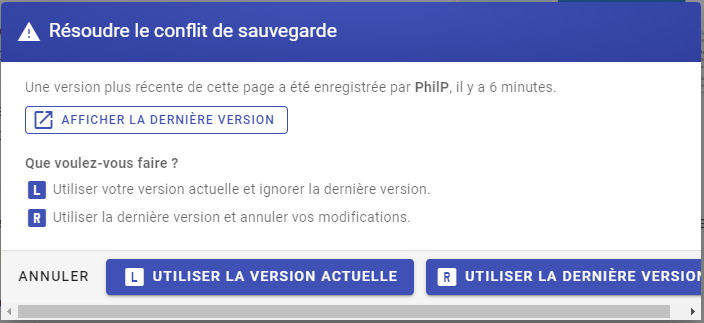 Résoudre le conflit de sauvegarde
Une version plus récente de cette page a été enregistrée par PhilP, il y a 6 minutes.
AFFICHER LA DERNIÈRE VERSION
Que voulez-vous faire ?
L Utiliser votre version actuelle et ignorer la dernière version.
R Utiliser la dernière version et annuler vos modifications.
ANNULER L UTILISER LA VERSION ACTUELLE R UTILISER LA DERNIÈRE VERSION